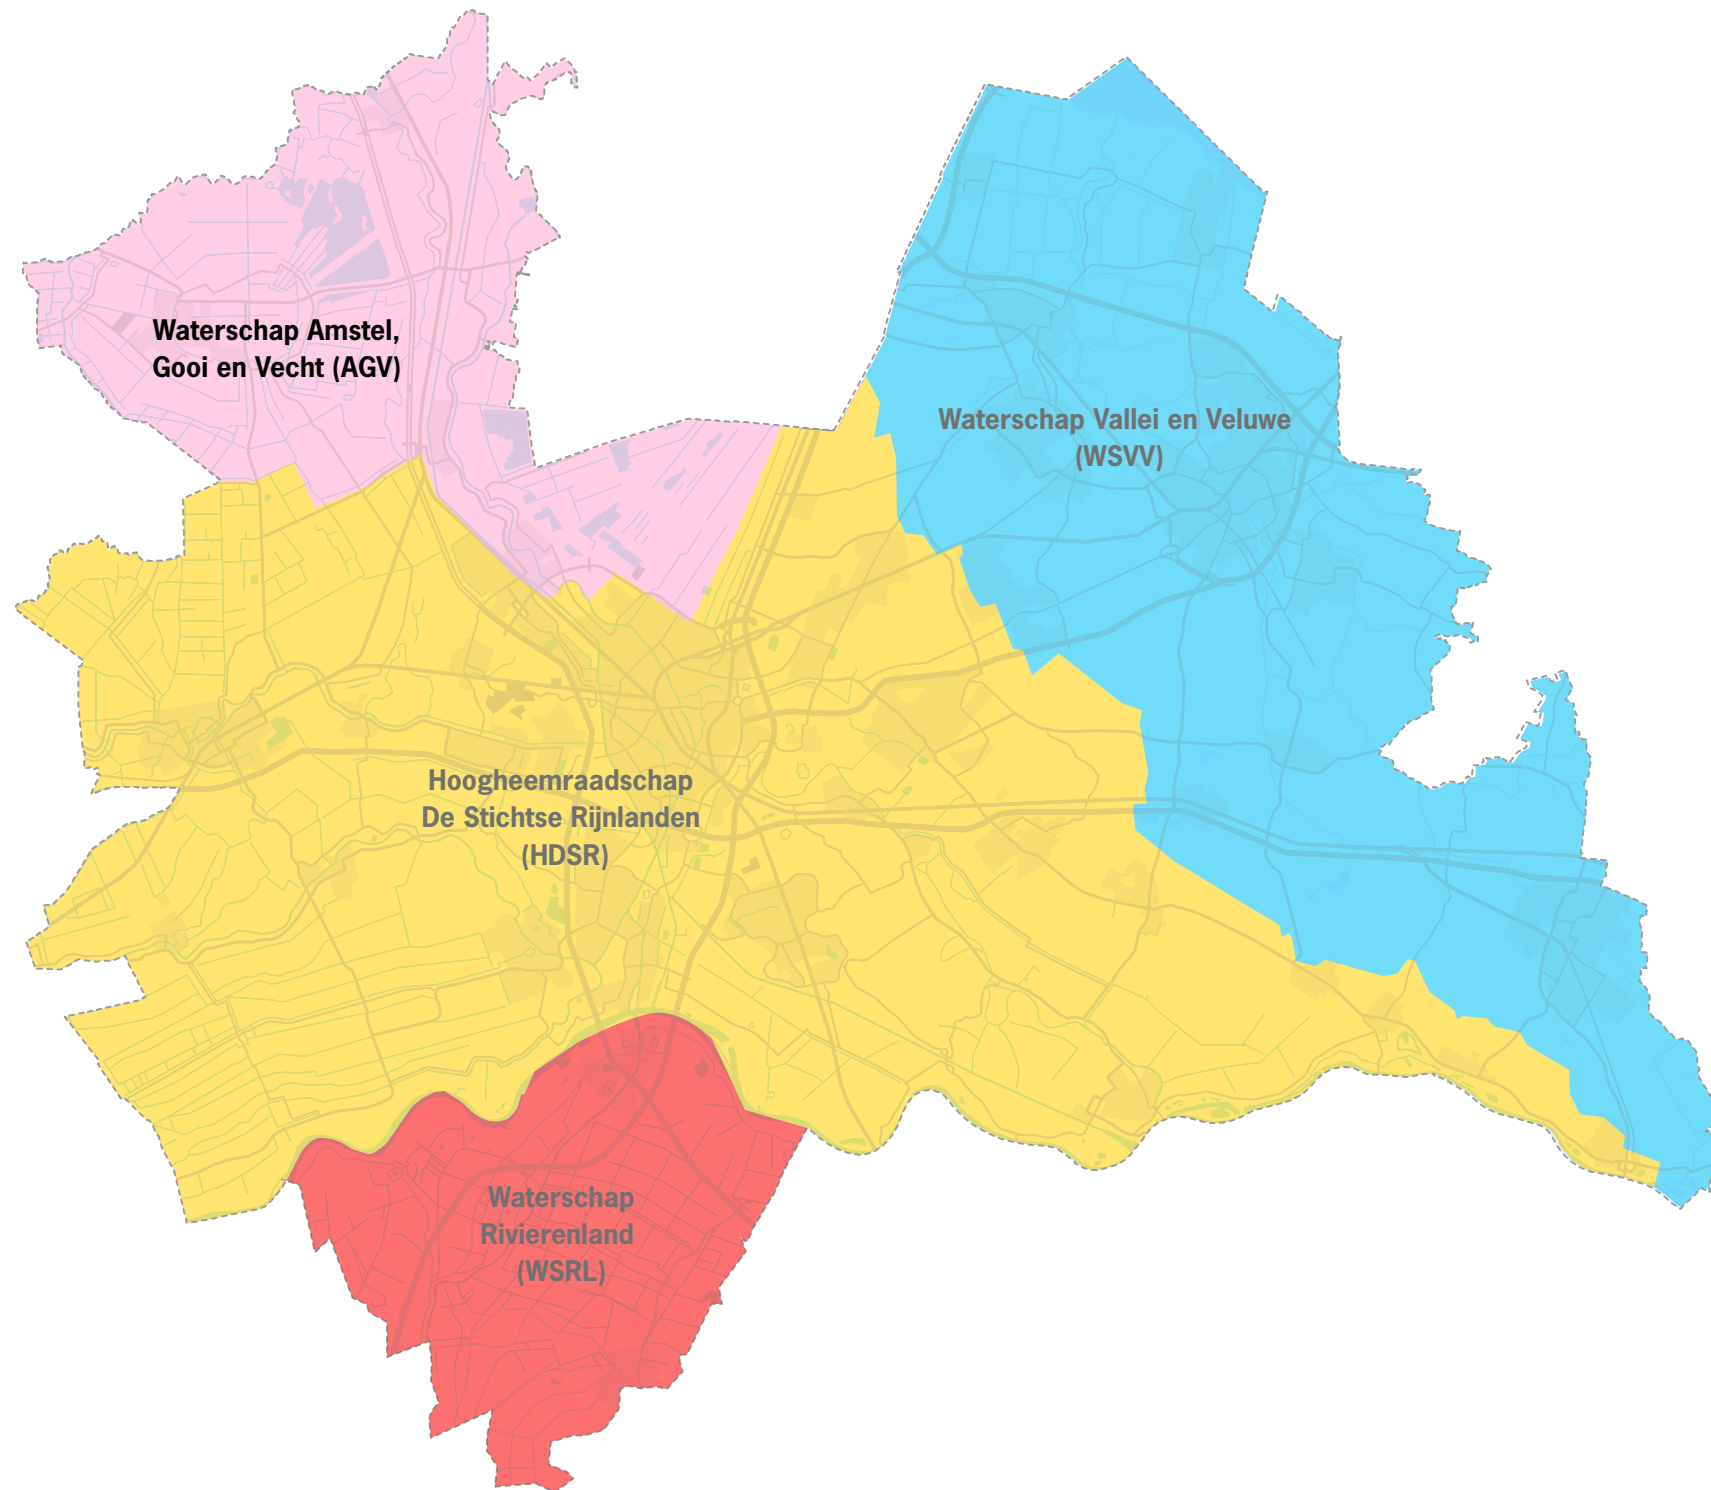 Waterschap Amstel,
Gooi en Vecht (AGV)
Waterschap Vallei en Veluwe
(WSVV)
Hoogheemraadschap
De Stichtse Rijnlanden
(HDSR)
Waterschap
Rivierenland
(WSRL)